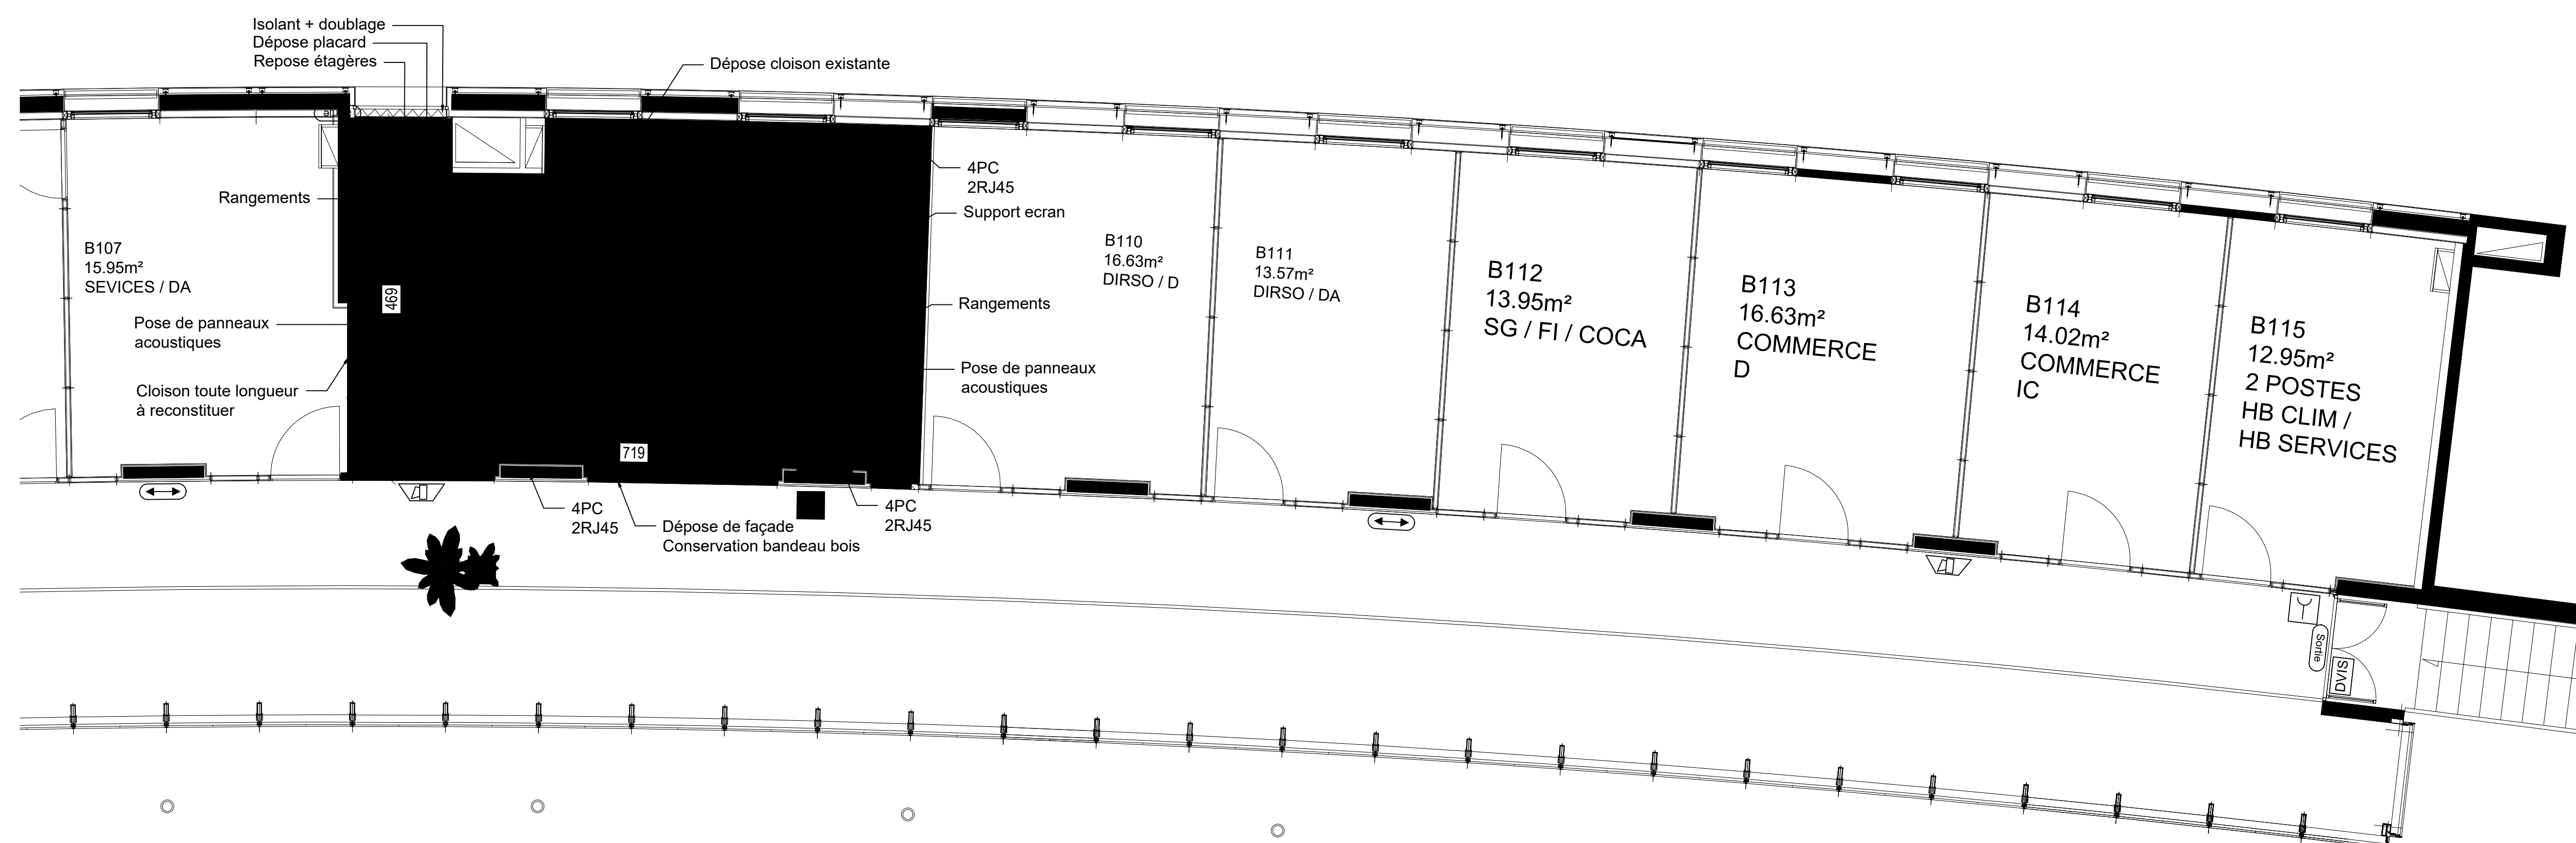 Isolant + doublage
Dépose placard
Repose étagères
Dépose cloison existante
4PC
2RJ45
Support ecran
Rangements
B107
15.95m²
SEVICES / DA
469
Pose de panneaux
acoustiques
Cloison toute longueur
à reconstituer
719
Rangements
Pose de panneaux
acoustiques
B110
16.63m²
DIRSO / D
B111
13.57m²
DIRSO / DA
B112
13.95m²
SG / FI / COCA
B113
16.63m²
COMMERCE
D
B114
14.02m²
COMMERCE
IC
B115
12.95m²
2 POSTES
HB CLIM /
HB SERVICES
4PC
2RJ45
Dépose de façade
Conservation bandeau bois
4PC
2RJ45
Sortie
DVIS